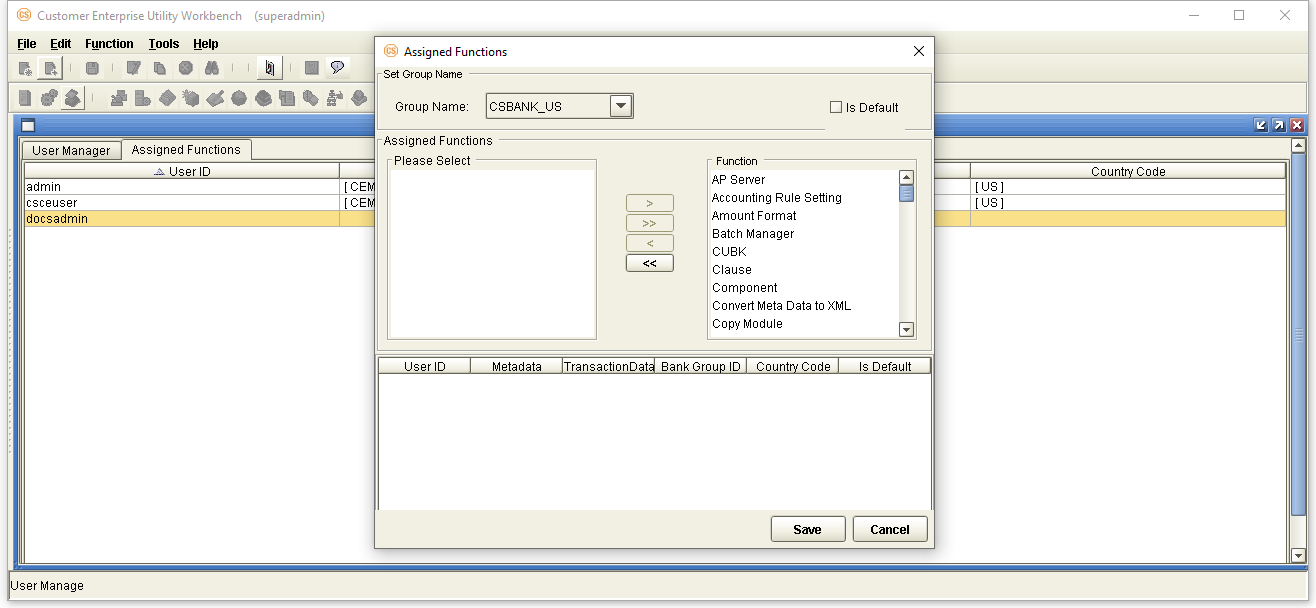 CS Customer Enterprise Utility Workbench (superadmin)
File Edit Function Tools Help
User Manager Assigned Functions
User ID Country Code
admin [ CEM [ US ]
csceuser [ CEM [ US ]
docsadmin
CS Assigned Functions
Set Group Name
Group Name: CSBANK_US Is Default
Assigned Functions
Please Select
>
>>
<
<<
Function
AP Server
Accounting Rule Setting
Amount Format
Batch Manager
CUBK
Clause
Component
Convert Meta Data to XML
Copy Module
User ID Metadata TransactionData Bank Group ID Country Code Is Default
Save Cancel
User Manage